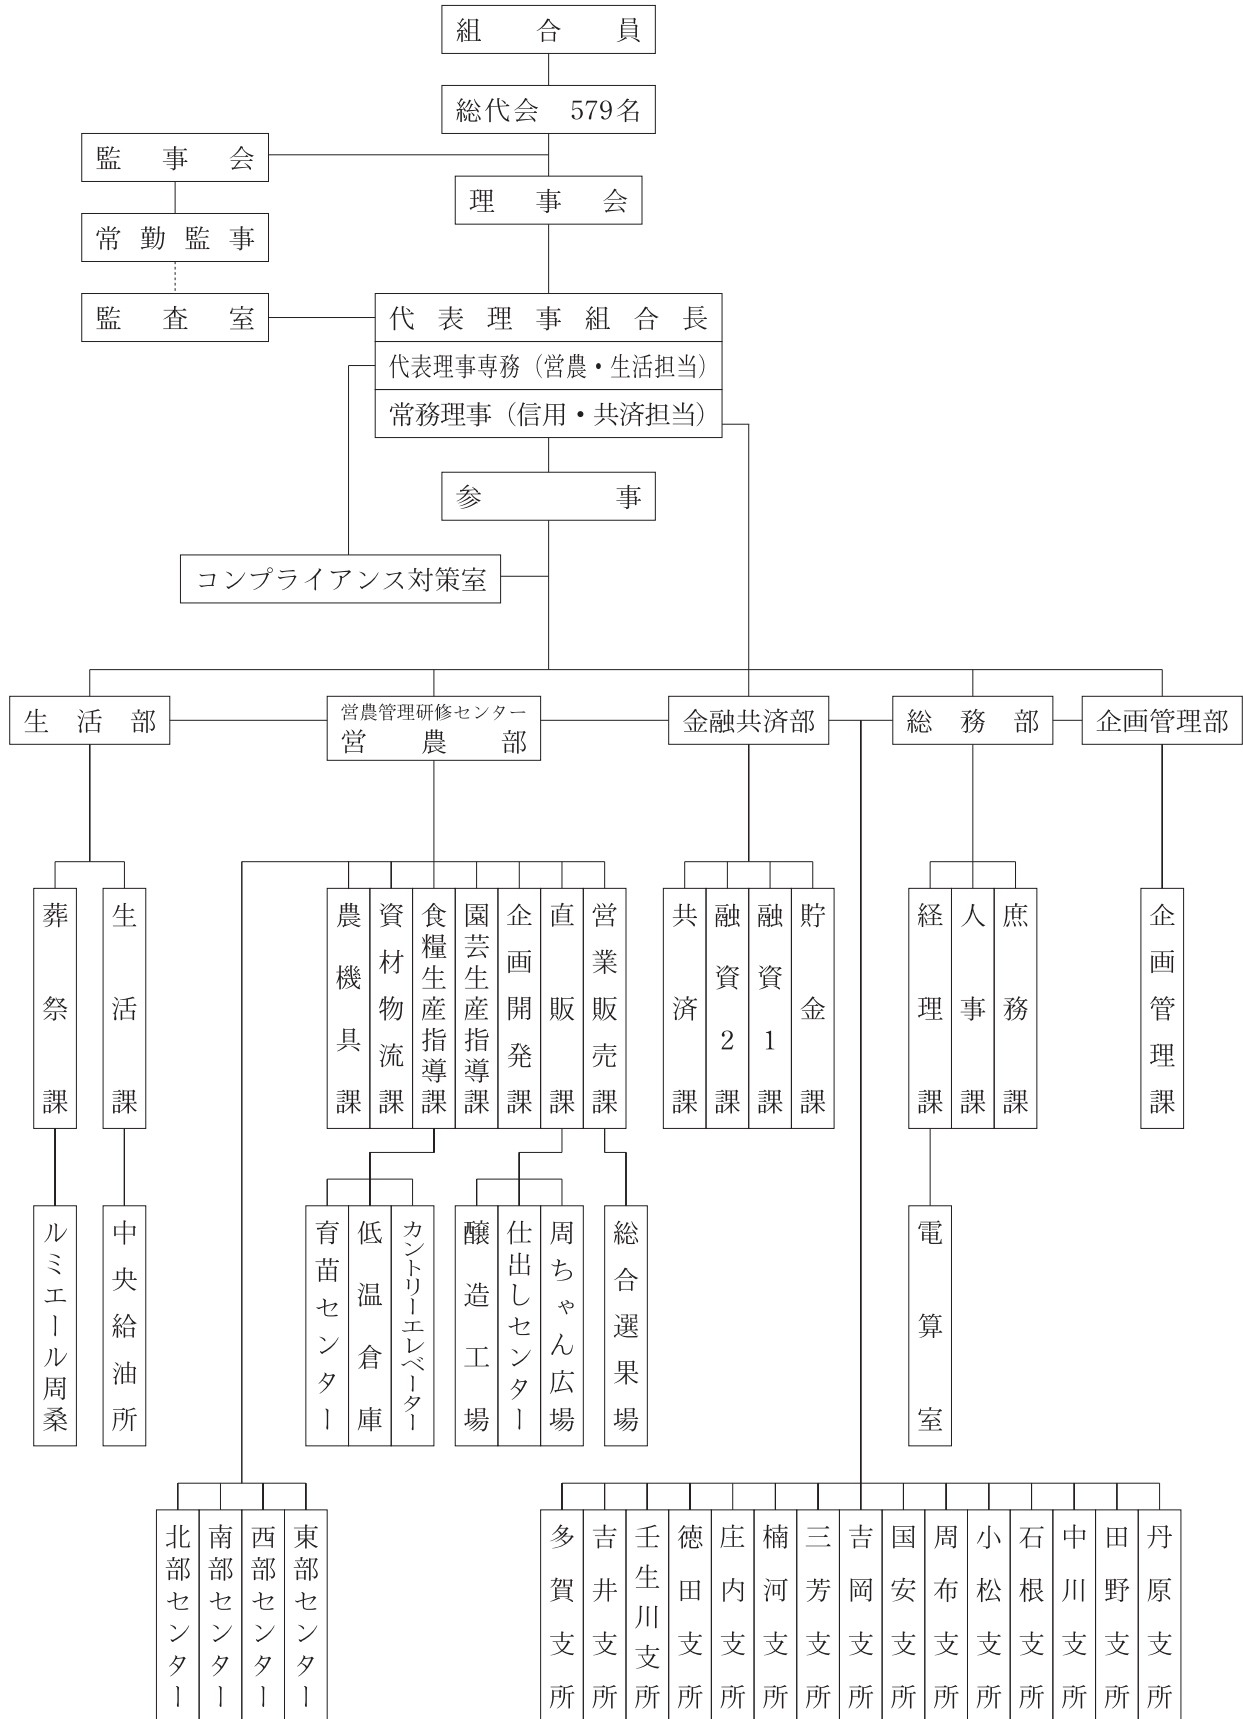 組合員
総代会　579名
監事会
理事会
常勤監事
監査室
代表理事組合長
代表理事専務（営農・生活担当）
常務理事（信用・共済担当）
参事
コンプライアンス対策室
生活部
営農管理研修センター
営農部
金融共済部
総務部
企画管理部
葬祭課
生活課
農機具課
資材物流課
食糧生産指導課
園芸生産指導課
企画開発課
直販課
営業販売課
共済課
融資2課
融資1課
貯金課
経理課
人事課
庶務課
企画管理課
ルミエール周桑
中央給油所
育苗センター
低温倉庫
カントリーエレベーター
醸造工場
仕出しセンター
周ちゃん広場
総合選果場
電算室
北部センター
南部センター
西部センター
東部センター
多賀支所
吉井支所
壬生川支所
徳田支所
庄内支所
楠河支所
三芳支所
吉岡支所
国安支所
周布支所
小松支所
石根支所
中川支所
田野支所
丹原支所